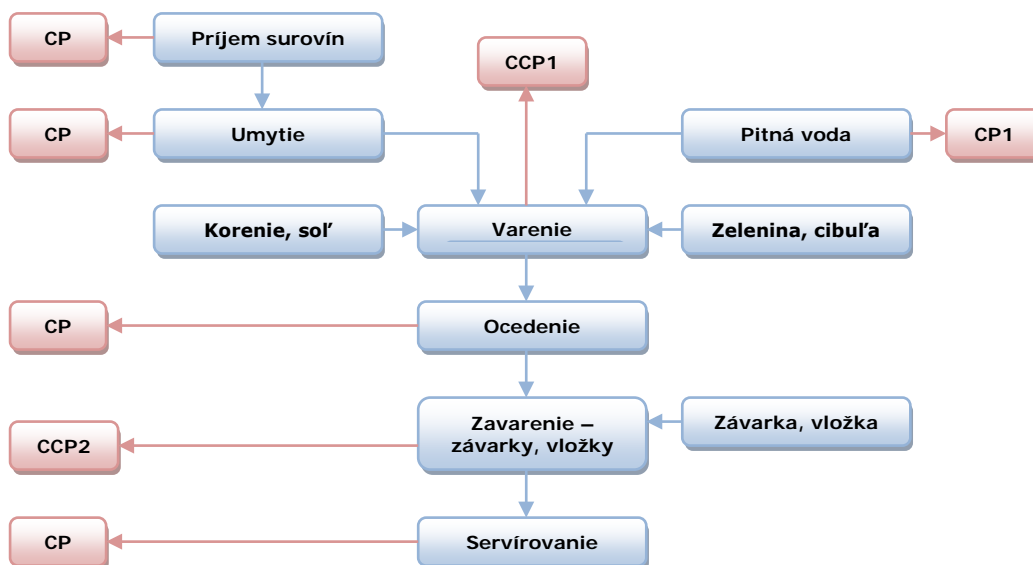 CP
Príjem surovín
CCP1
CP
Umytie
Pitná voda
CP1
Korenie, soľ
Varenie
Zelenina, cibuľa
CP
Ocedenie
CCP2
Zavarenie –
závarky, vložky
Závarka, vložka
CP
Servírovanie